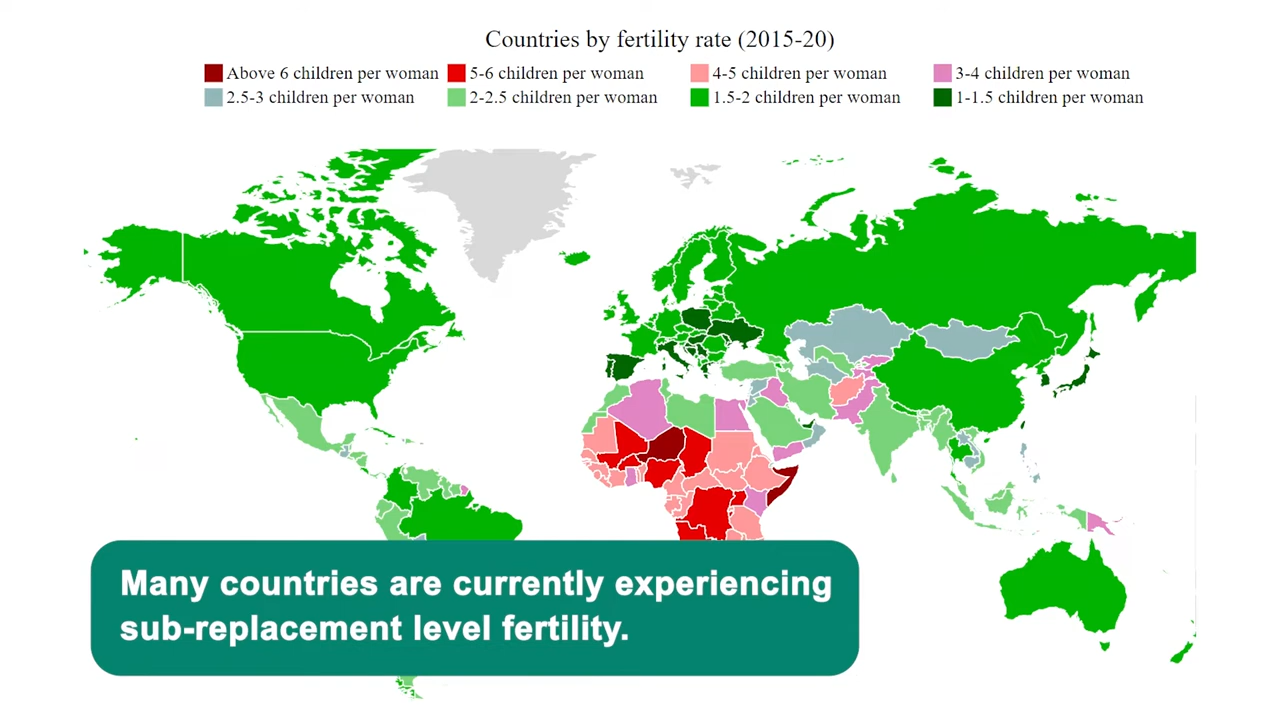 Countries by fertility rate (2015-20)
Above 6 children per woman 5-6 children per woman 4-5 children per woman 3-4 children per woman
2.5-3 children per woman 2-2.5 children per woman 1.5-2 children per woman 1-1.5 children per woman
Many countries are currently experiencing
sub-replacement level fertility.